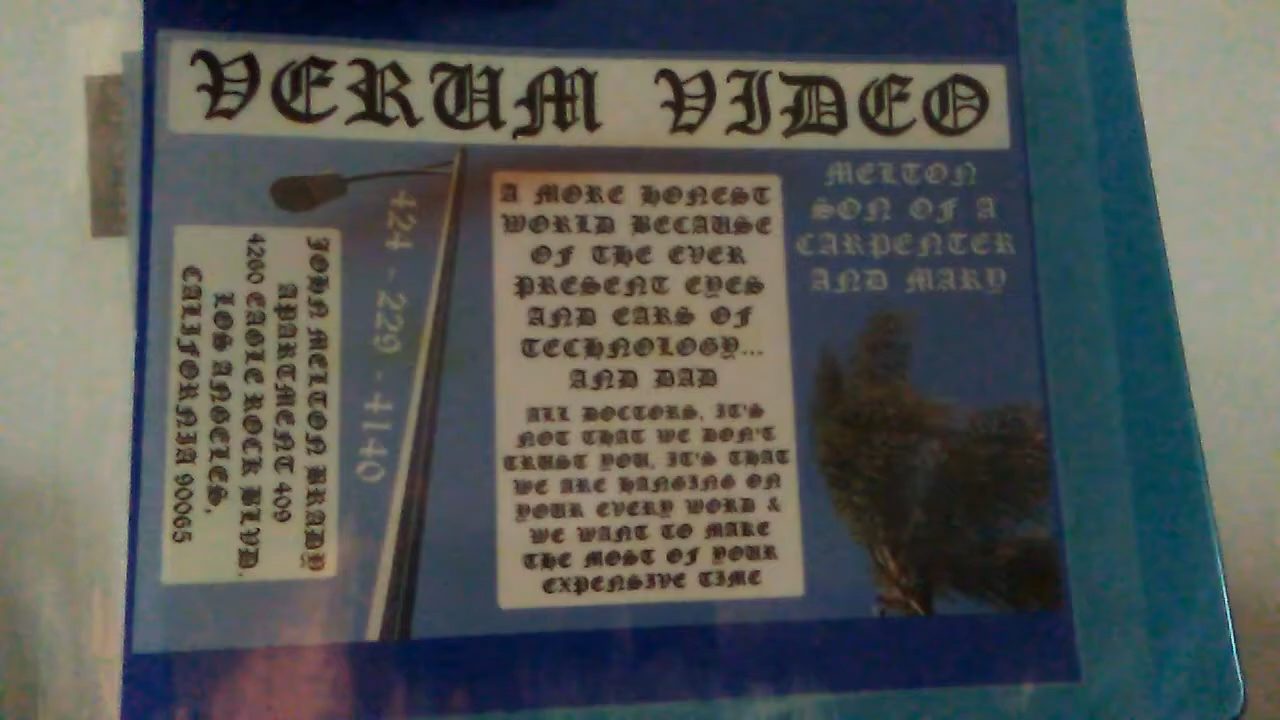 VERUM VIDEO
MELTON
SON OF A
CARPENTER
AND MARY
A MORE HONEST
WORLD BECAUSE
OF THE EVER
PRESENT EYES
AND EARS OF
TECHNOLOGY...
AND DAD
ALL DOCTORS, IT'S
NOT THAT WE DON'T
TRUST YOU, IT'S THAT
WE ARE HANGING ON
YOUR EVERY WORD &
WE WANT TO MAKE
THE MOST OF YOUR
EXPENSIVE TIME
424 - 229 - 1140
JOHN MELTON BRADY
APARTMENT 409
4260 EAGLE ROCK BLVD.
LOS ANGELES,
CALIFORNIA 90065